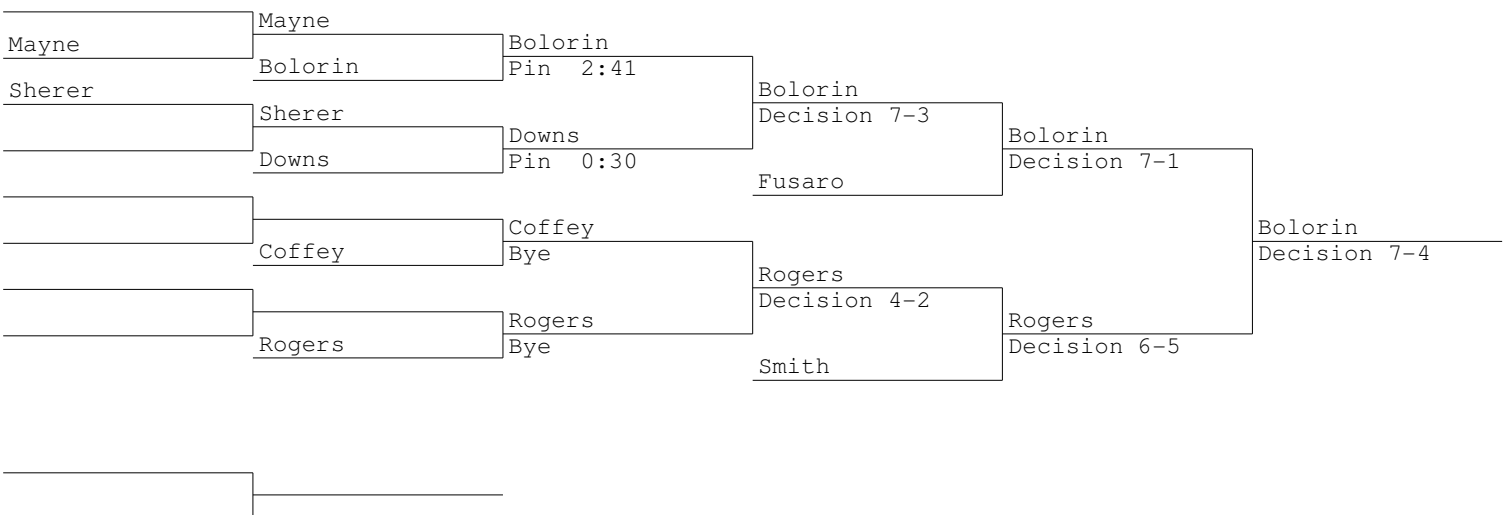 Mayne
Sherer
Mayne
Bolorin
Sherer
Downs
Coffey
Rogers
Bolorin
Pin 2:41
Downs
Pin 0:30
Coffey
Bye
Rogers
Bye
Bolorin
Decision 7-3
Fusaro
Rogers
Decision 4-2
Smith
Bolorin
Decision 7-1
Rogers
Decision 6-5
Bolorin
Decision 7-4